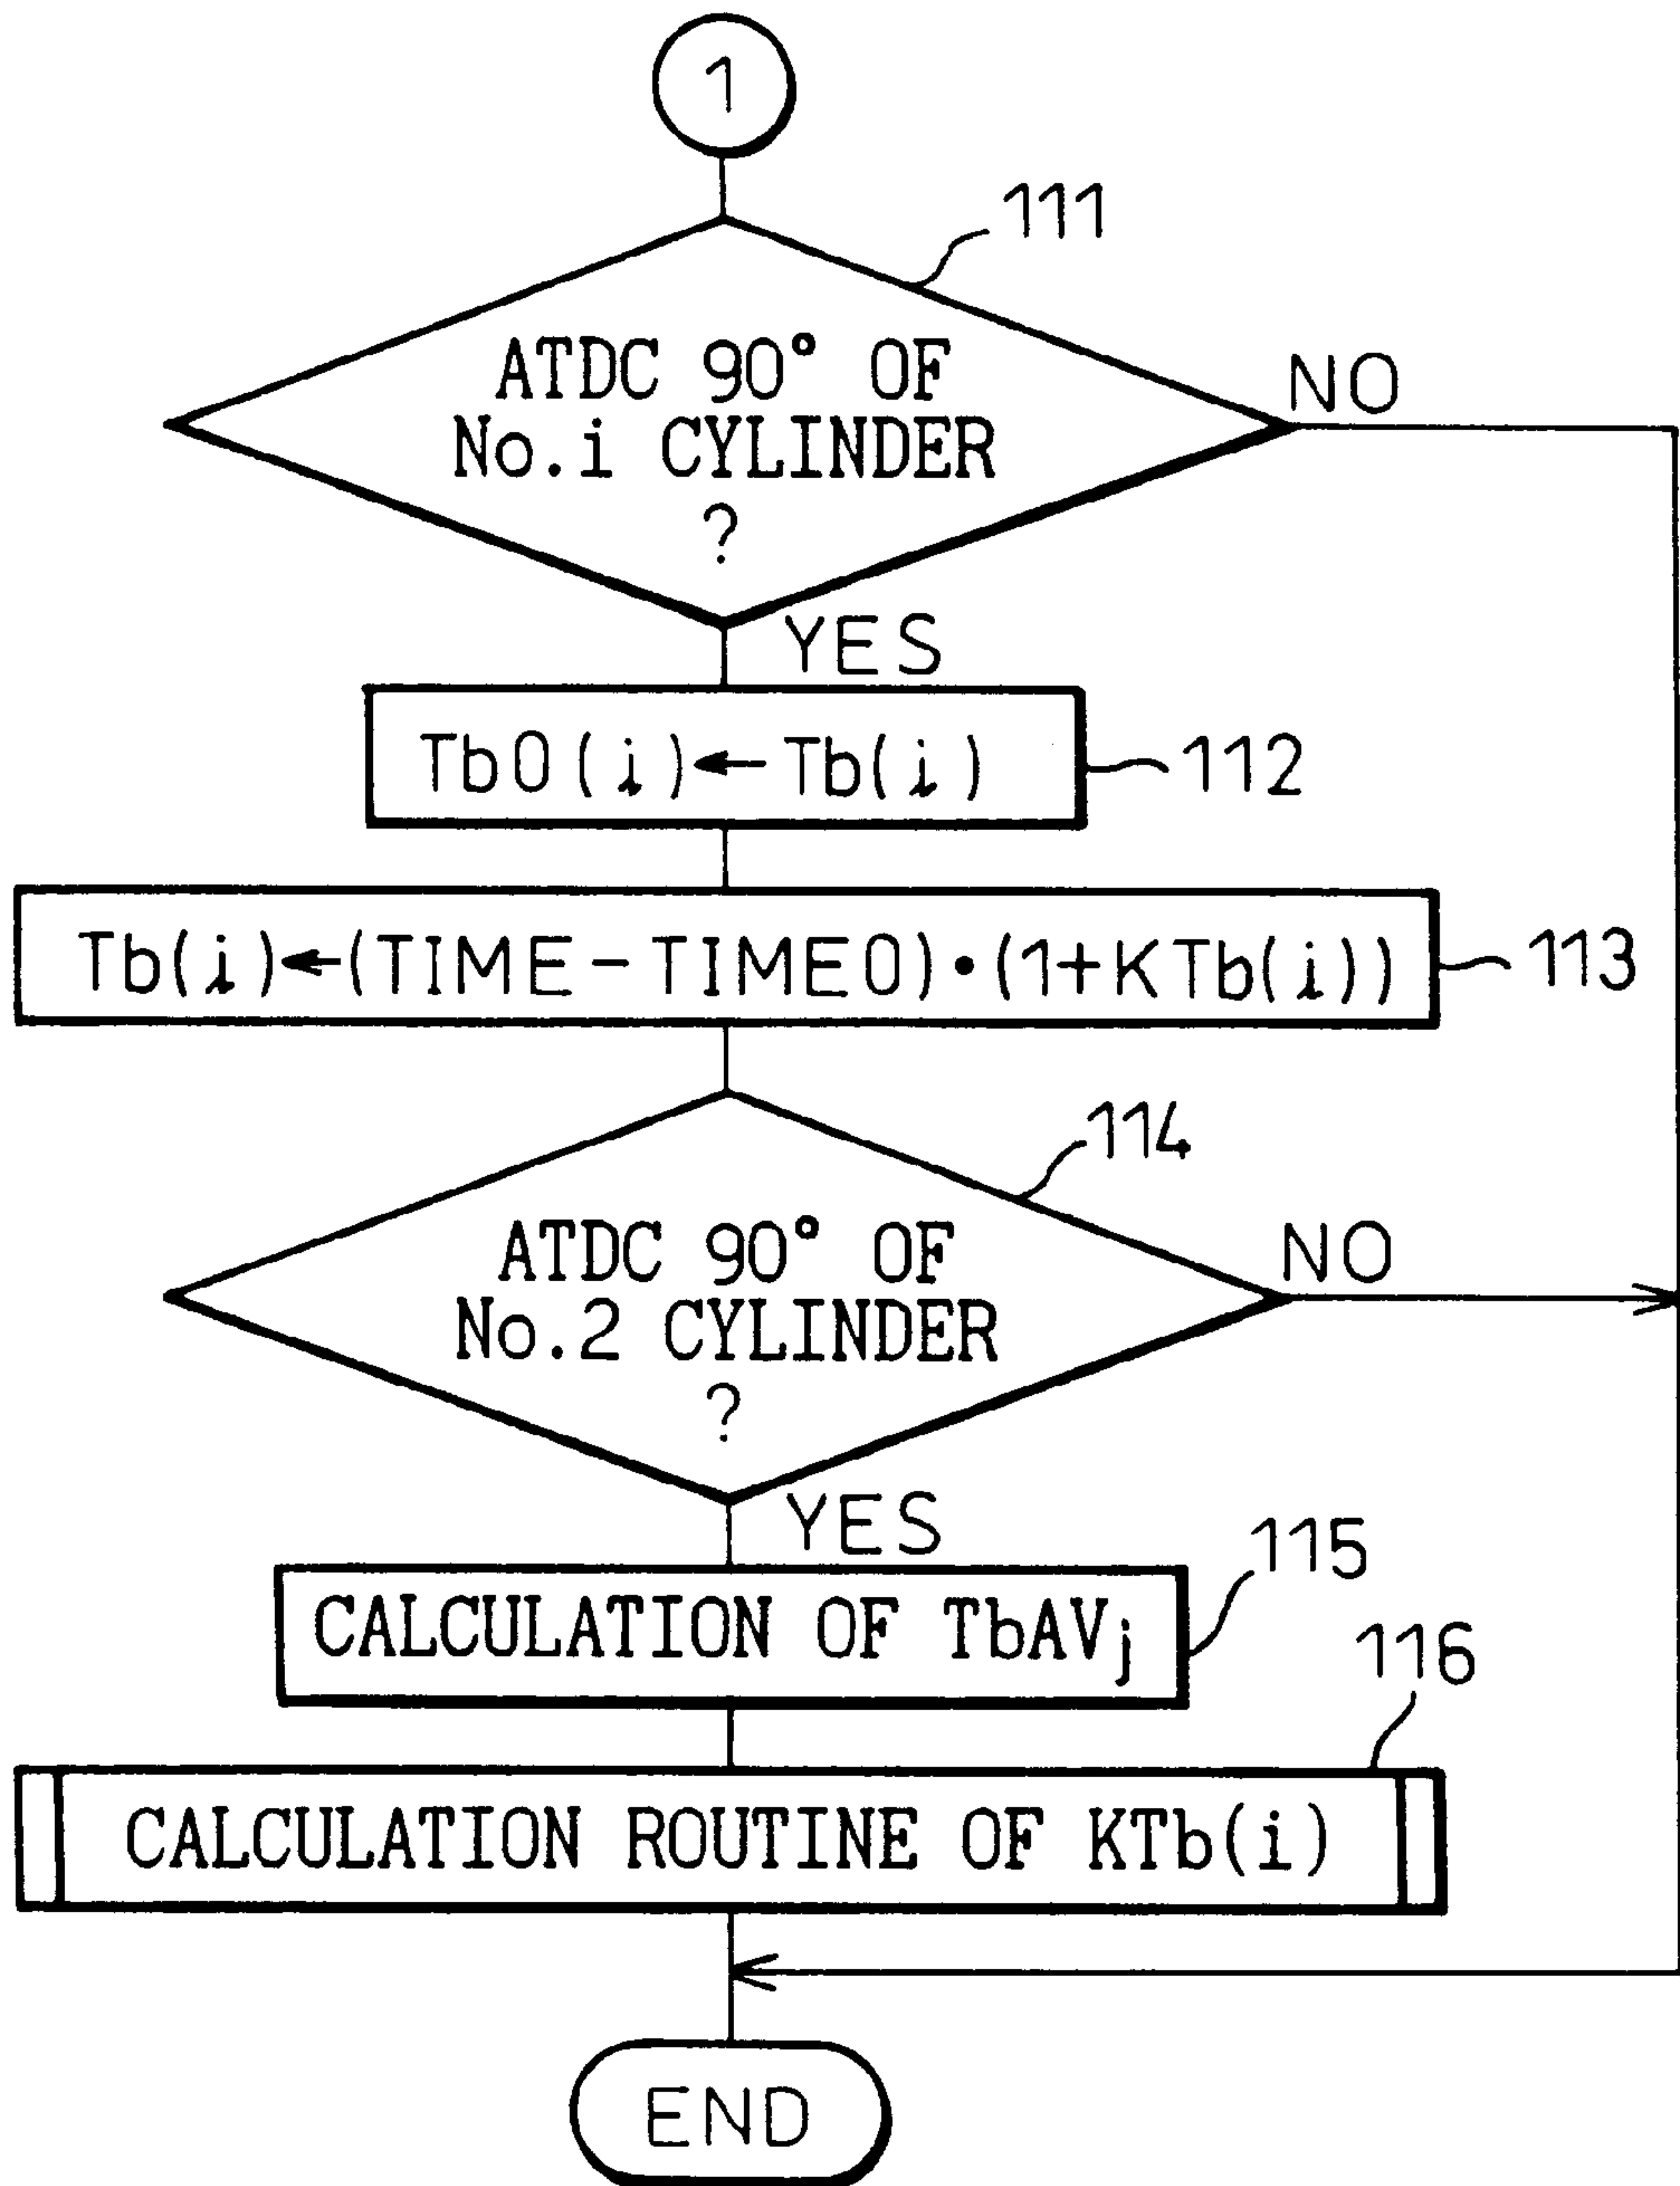 1
111
ATDC 90° OF
No.i CYLINDER
?
NO
YES
Tb0(i)←Tb(i)
112
Tb(i)←(TIME-TIME0)•(1+KTb(i))
113
114
ATDC 90° OF
No.2 CYLINDER
?
NO
YES
115
CALCULATION OF TbAVj
116
CALCULATION ROUTINE OF KTb(i)
END